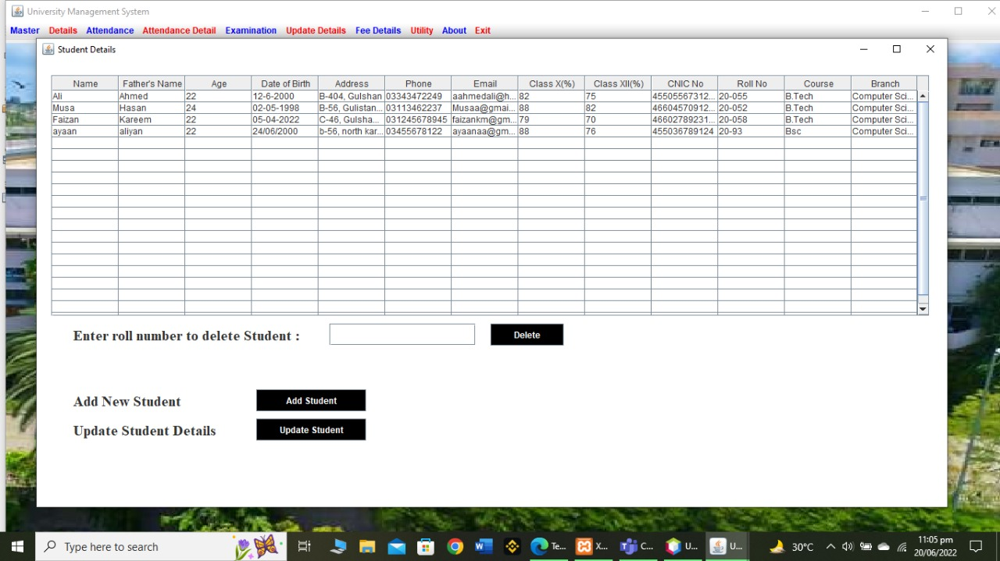 University Management System
Master Details Attendance Attendance Detail Examination Update Details Fee Details Utility About Exit
Student Details
Name Father's Name Age Date of Birth Address Phone Email Class X(%) Class XII(%) CNIC No Roll No Course Branch
Ali Ahmed 22 12-6-2000 B-404, Gulshan 03343472249 aahmedali@h... 82 75 45505567312... 20-055 B.Tech Computer Sci...
Musa Hasan 24 02-05-1998 B-56, Gulistan... 03113462237 Musaa@gmai... 88 82 46604570912... 20-052 B.Tech Computer Sci...
Faizan Kareem 22 05-04-2022 C-46, Gulsha... 031245678945 faizankm@gm... 79 70 46602789231... 20-058 B.Tech Computer Sci...
ayaan aliyan 22 24/06/2000 b-56, north kar... 03455678122 ayaanaa@gm... 88 76 455036789124 20-93 Bsc Computer Sci...
Enter roll number to delete Student : Delete
Add New Student Add Student
Update Student Details Update Student
Type here to search Te... X... C... U... U... 30°C 11:05 pm
20/06/2022